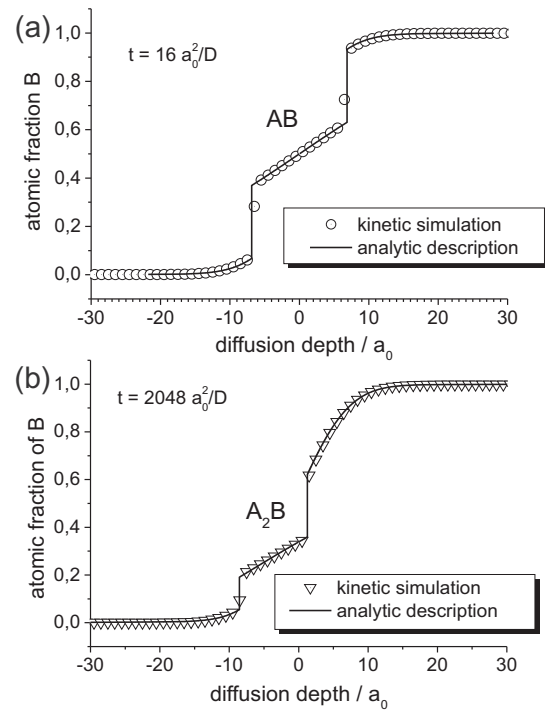 (a)
t = 16 a₀²/D
AB
atomic fraction B
1,0
0,8
0,6
0,4
0,2
0,0
kinetic simulation
analytic description
-30 -20 -10 0 10 20 30
diffusion depth / a₀
(b)
t = 2048 a₀²/D
A₂B
atomic fraction of B
1,0
0,8
0,6
0,4
0,2
0,0
kinetic simulation
analytic description
-30 -20 -10 0 10 20 30
diffusion depth / a₀